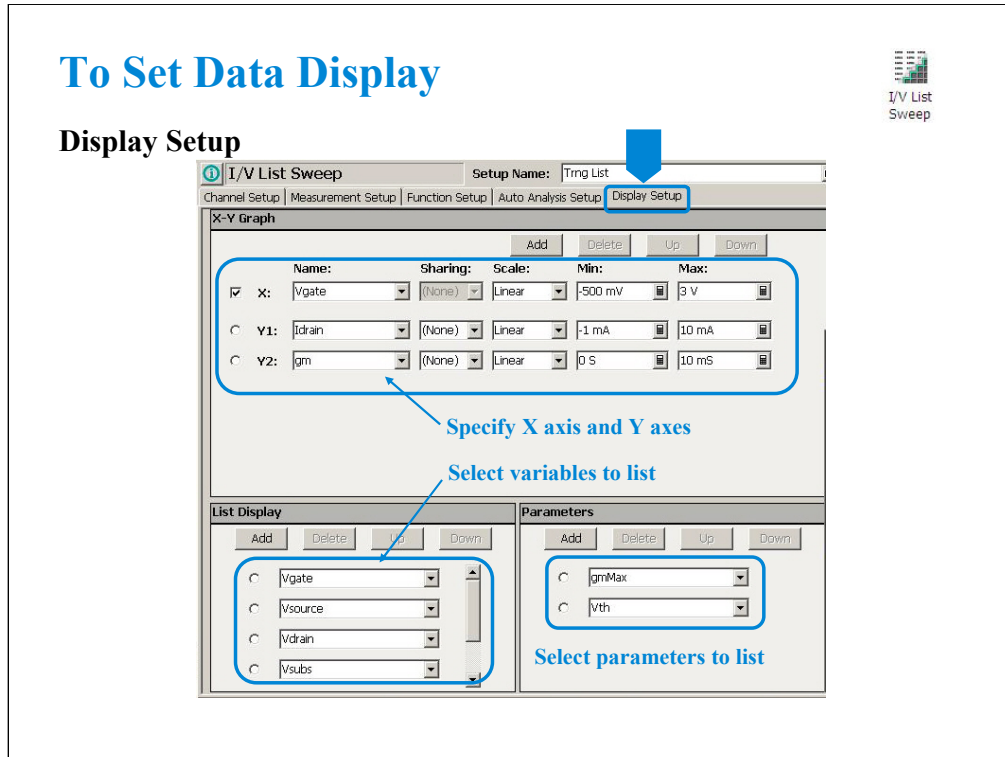 To Set Data Display
I/V List
Sweep
Display Setup
I/V List Sweep Setup Name: Trng List
Channel Setup Measurement Setup Function Setup Auto Analysis Setup Display Setup
X-Y Graph
Add Delete Up Down
Name: Sharing: Scale: Min: Max:
X: Vgate (None) Linear -500 mV 3 V
Y1: Idrain (None) Linear -1 mA 10 mA
Y2: gm (None) Linear 0 S 10 mS
Specify X axis and Y axes
Select variables to list
List Display
Add Delete Up Down
Vgate
Vsource
Vdrain
Vsubs
Parameters
Add Delete Up Down
gmMax
Vth
Select parameters to list